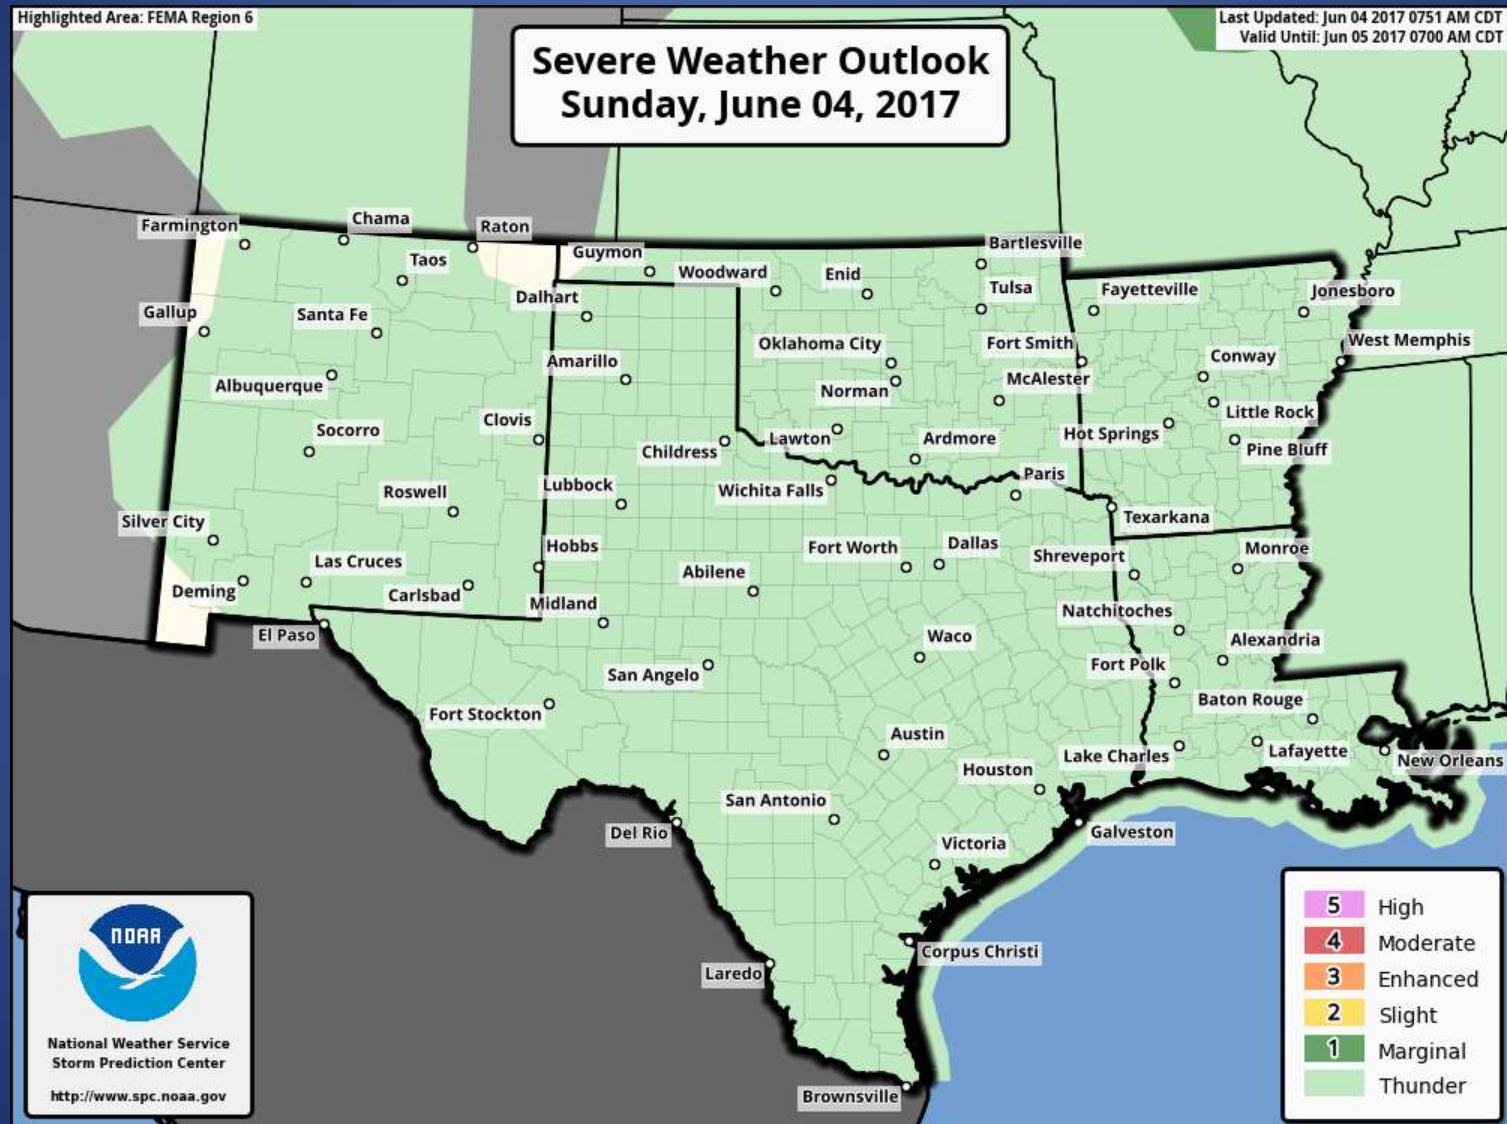 Highlighted Area: FEMA Region 6
Last Updated: Jun 04 2017 0751 AM CDT
Valid Until: Jun 05 2017 0700 AM CDT
Severe Weather Outlook
Sunday, June 04, 2017
Farmington
Chama
Raton
Taos
Guymon
Woodward
Enid
Bartlesville
Tulsa
Fayetteville
Jonesboro
Gallup
Santa Fe
Dalhart
Oklahoma City
Fort Smith
West Memphis
Amarillo
Conway
Albuquerque
Norman
McAlester
Little Rock
Socorro
Clovis
Childress
Lawton
Ardmore
Hot Springs
Pine Bluff
Roswell
Lubbock
Wichita Falls
Paris
Silver City
Texarkana
Las Cruces
Hobbs
Fort Worth
Dallas
Shreveport
Monroe
Deming
Carlsbad
Midland
Abilene
Natchitoches
El Paso
Waco
Alexandria
San Angelo
Fort Polk
Fort Stockton
Baton Rouge
Austin
Lake Charles
Lafayette
New Orleans
Houston
San Antonio
Del Rio
Galveston
Victoria
Corpus Christi
Laredo
Brownsville
NOAA
National Weather Service
Storm Prediction Center
http://www.spc.noaa.gov
5 High
4 Moderate
3 Enhanced
2 Slight
1 Marginal
Thunder